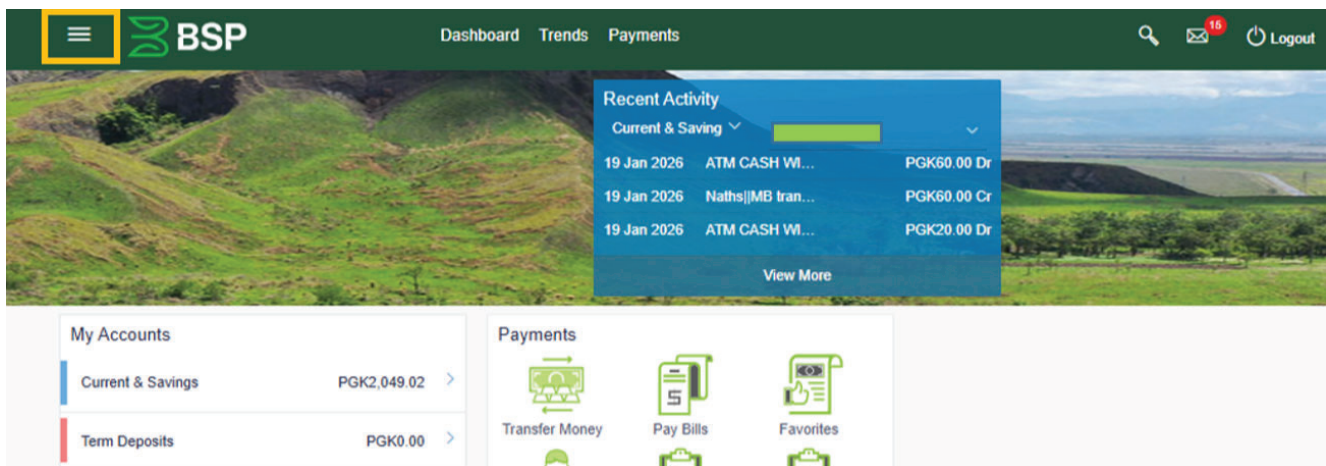 BSP Dashboard Trends Payments 15 Logout
Recent Activity
Current & Saving
19 Jan 2026 ATM CASH WI... PGK60.00 Dr
19 Jan 2026 Naths||MB tran... PGK60.00 Cr
19 Jan 2026 ATM CASH WI... PGK20.00 Dr
View More
My Accounts
Current & Savings PGK2,049.02
Term Deposits PGK0.00
Payments
Transfer Money Pay Bills Favorites